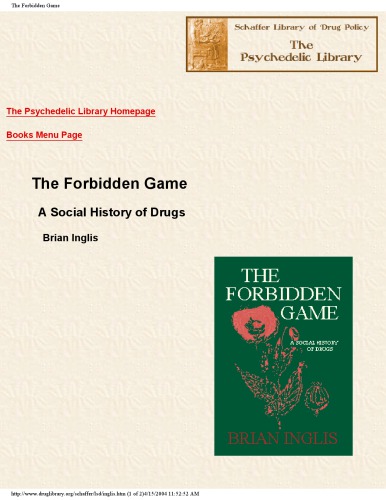 The Forbidden Game
Schaffer Library of Drug Policy
The
Psychedelic Library
The Psychedelic Library Homepage
Books Menu Page
The Forbidden Game
A Social History of Drugs
Brian Inglis
THE
FORBIDDEN
GAME
A SOCIAL HISTORY
OF DRUGS
BRIAN INGLIS
http://www.druglibrary.org/schaffer/lsd/inglis.htm (1 of 2)4/15/2004 11:52:52 AM